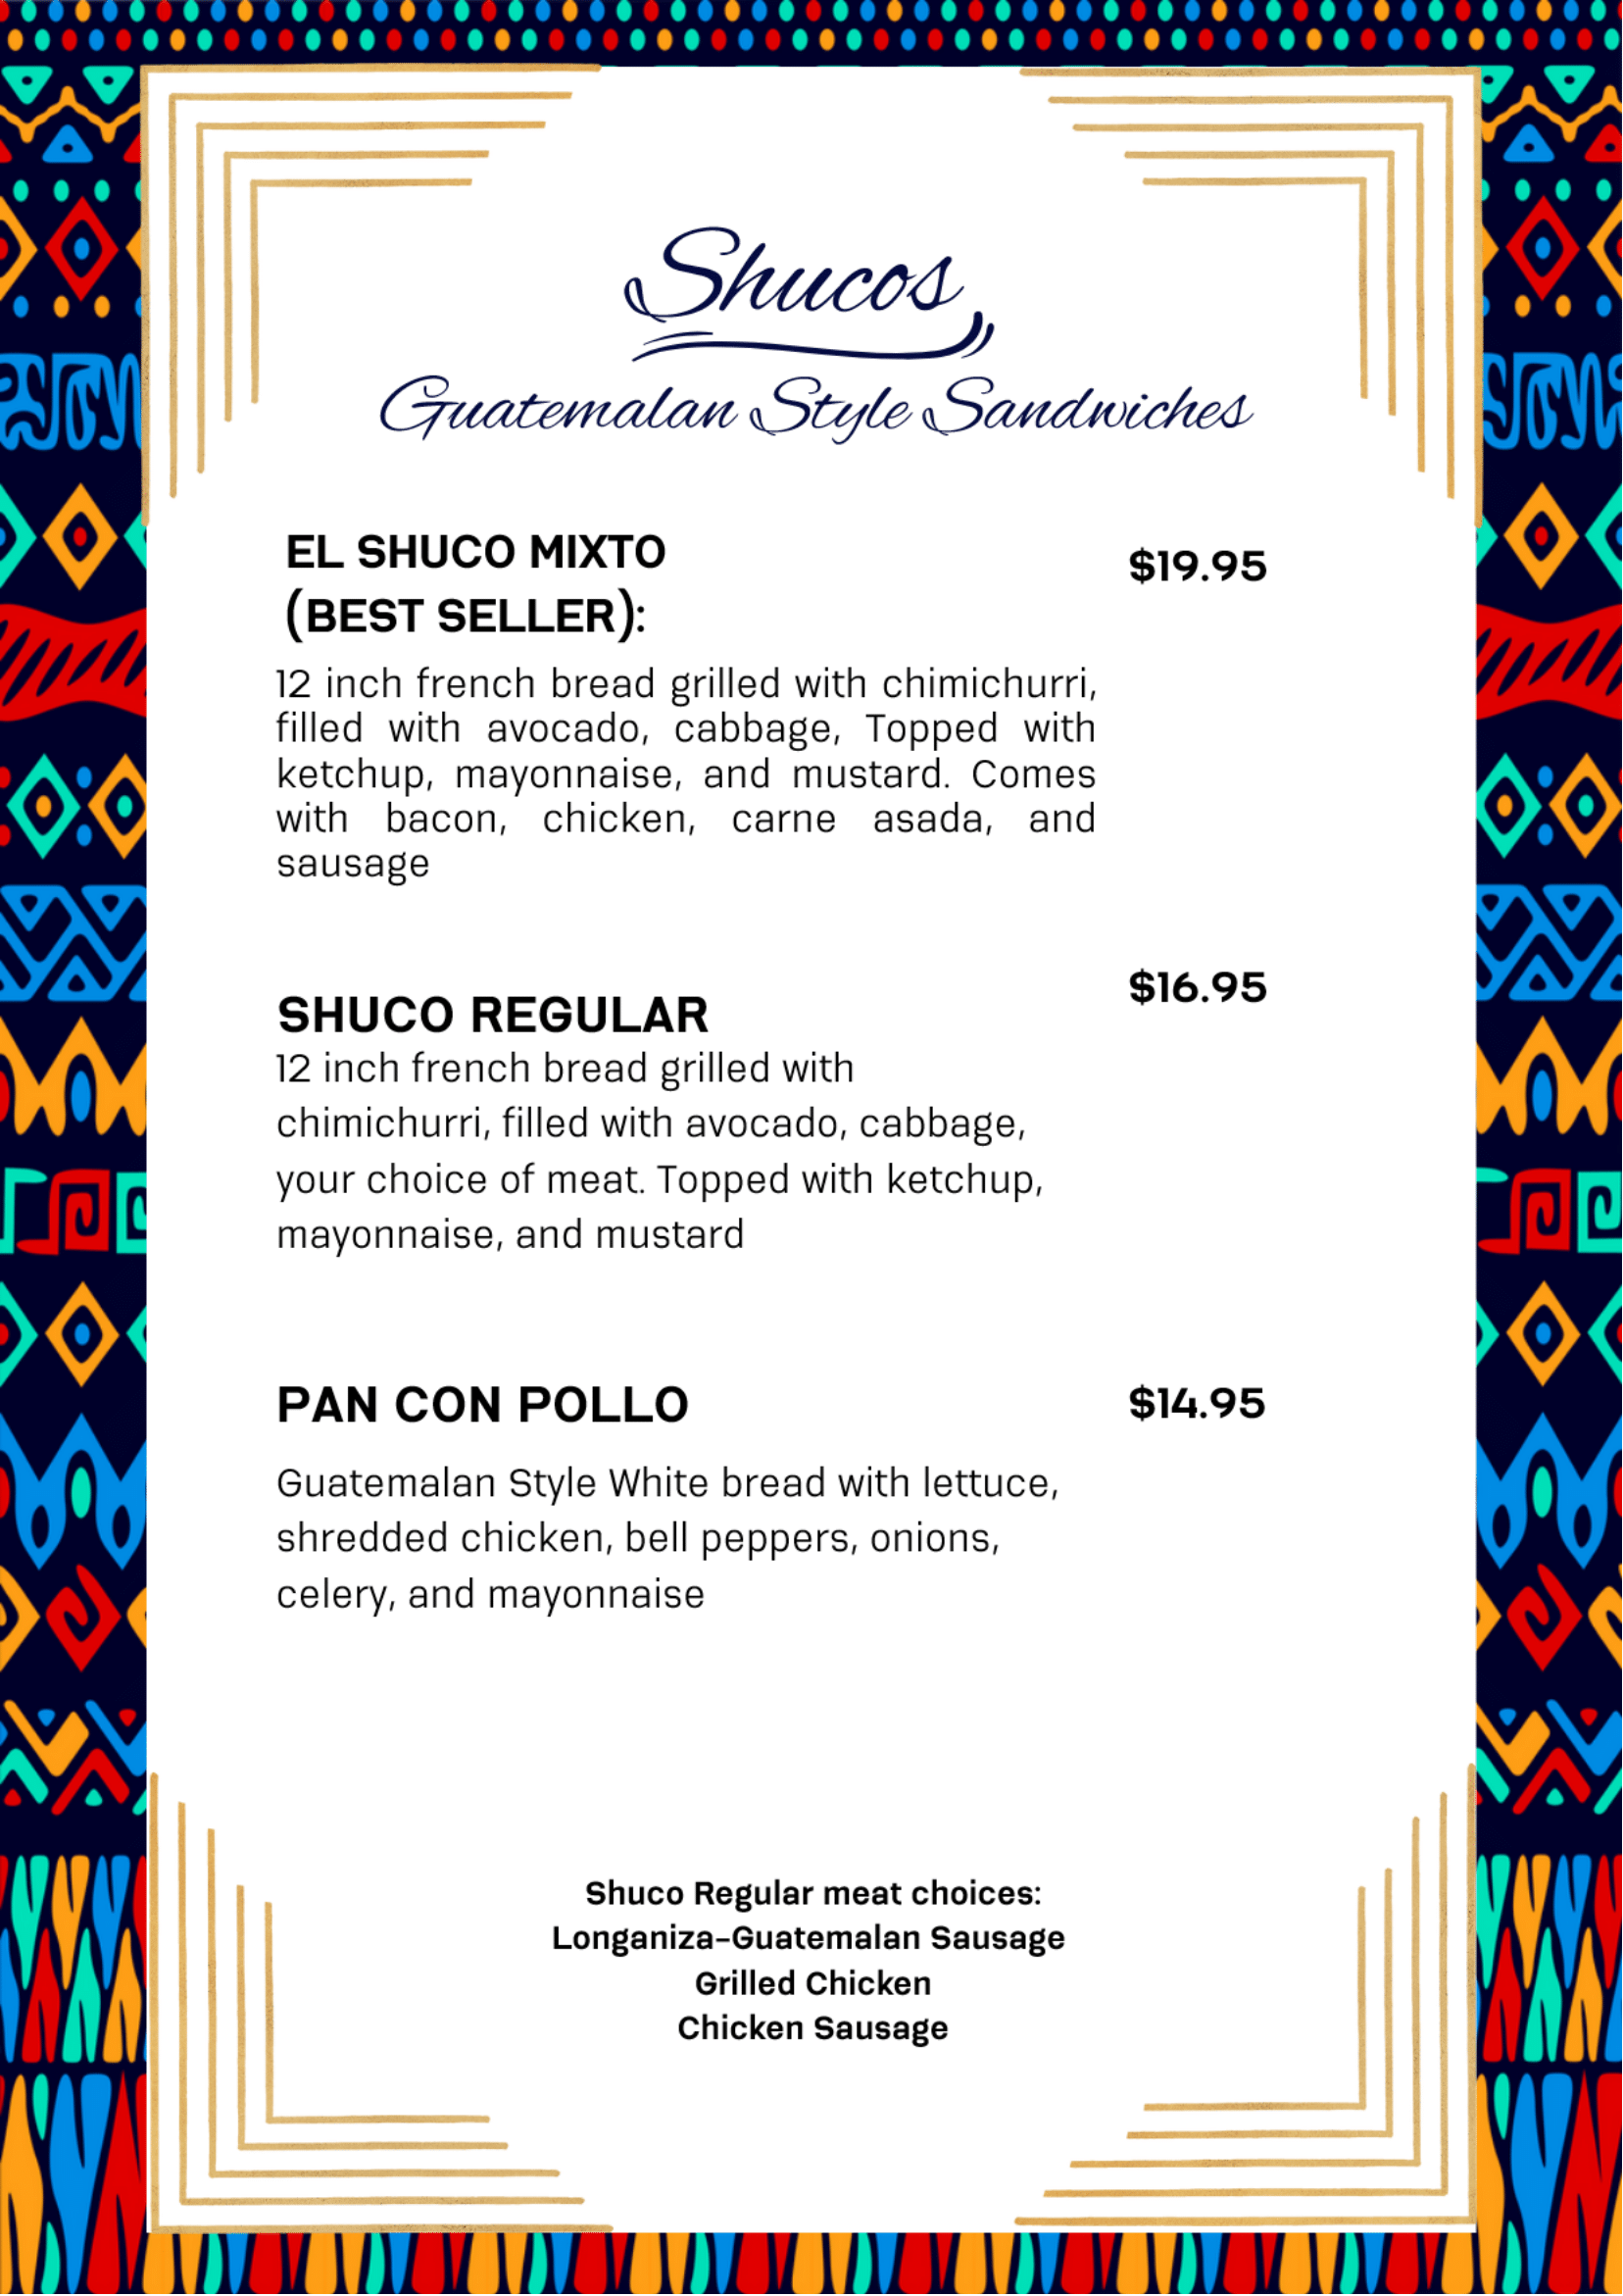 Shucos
Guatemalan Style Sandwiches
EL SHUCO MIXTO
(BEST SELLER):
$19.95
12 inch french bread grilled with chimichurri,
filled with avocado, cabbage, Topped with
ketchup, mayonnaise, and mustard. Comes
with bacon, chicken, carne asada, and
sausage
SHUCO REGULAR
$16.95
12 inch french bread grilled with
chimichurri, filled with avocado, cabbage,
your choice of meat. Topped with ketchup,
mayonnaise, and mustard
PAN CON POLLO
$14.95
Guatemalan Style White bread with lettuce,
shredded chicken, bell peppers, onions,
celery, and mayonnaise
Shuco Regular meat choices:
Longaniza-Guatemalan Sausage
Grilled Chicken
Chicken Sausage